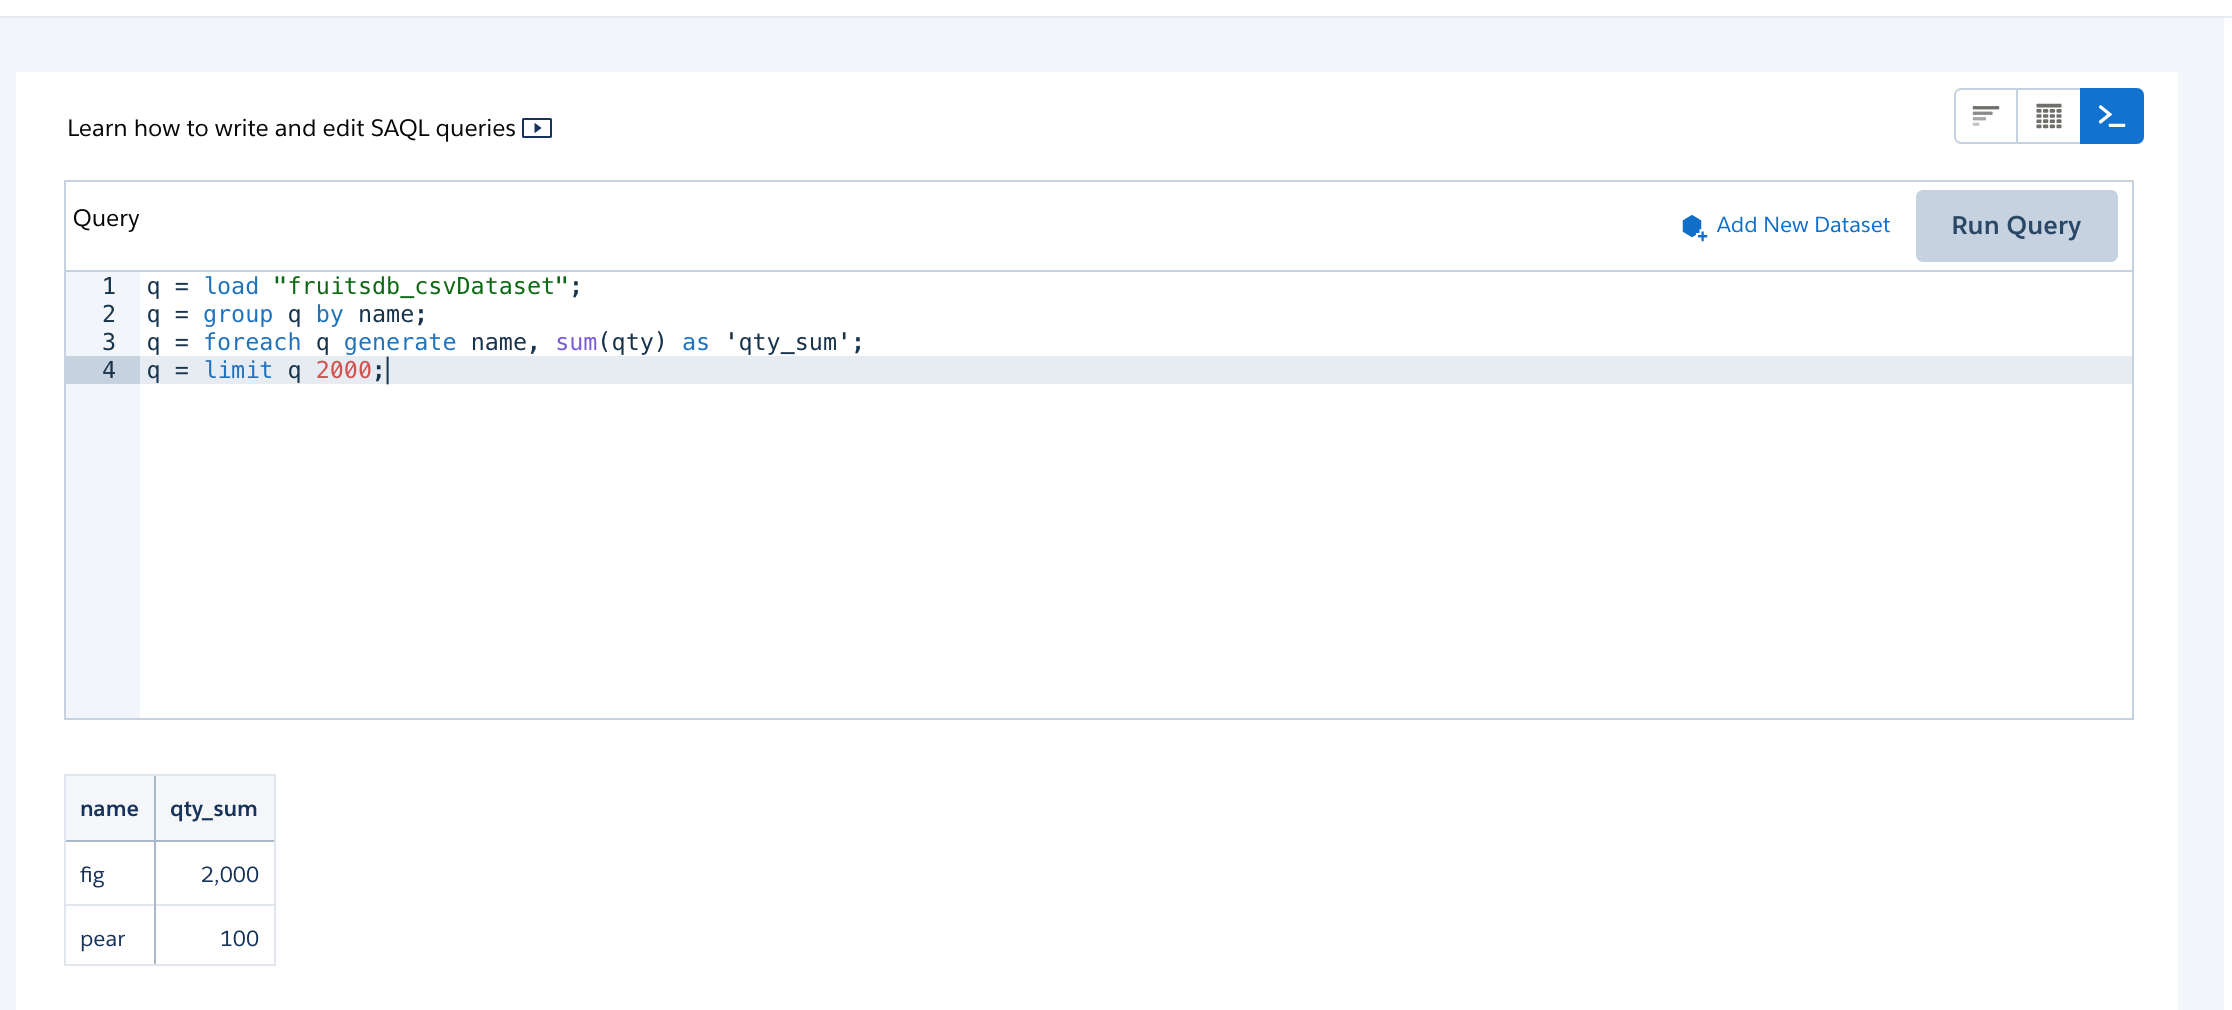 Learn how to write and edit SAQL queries
Query
Add New Dataset
Run Query
1 q = load "fruitsdb_csvDataset";
2 q = group q by name;
3 q = foreach q generate name, sum(qty) as 'qty_sum';
4 q = limit q 2000;
name qty_sum
fig 2,000
pear 100